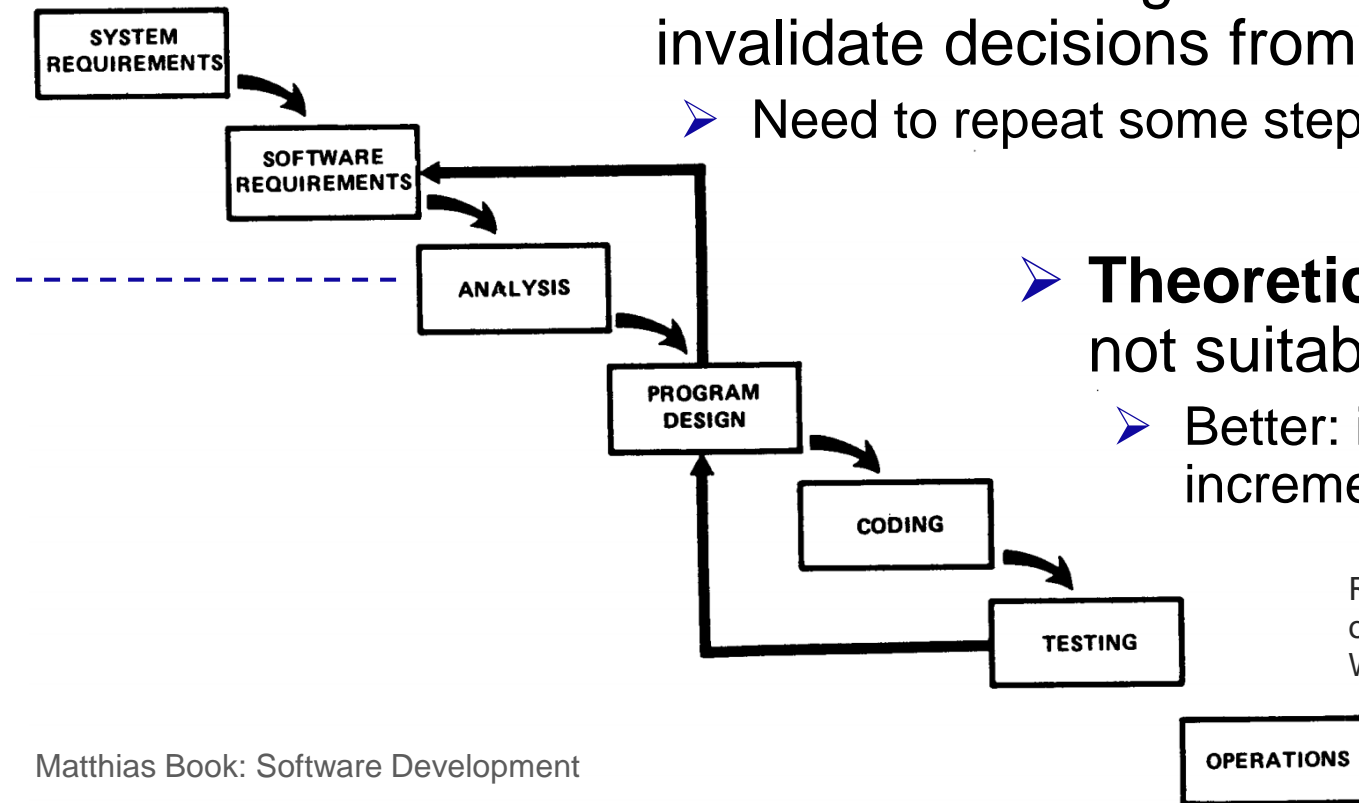 invalidate decisions from
Need to repeat some step
Theoretic
not suitab
Better: i
increme
SYSTEM
REQUIREMENTS
SOFTWARE
REQUIREMENTS
ANALYSIS
PROGRAM
DESIGN
CODING
TESTING
OPERATIONS
Matthias Book: Software Development